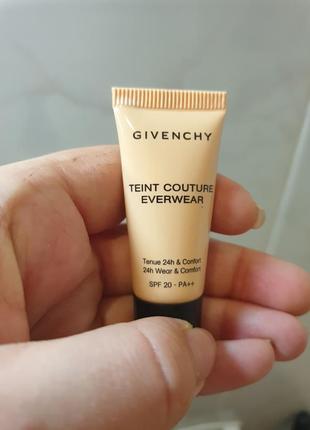 GIVENCHY
TEINT COUTURE
EVERWEAR
Tenue 24h & Confort
24h Wear & Comfort
SPF 20 - PA++